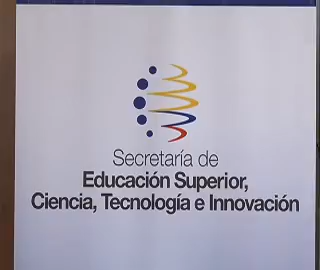 Secretaría de
Educación Superior,
Ciencia, Tecnología e Innovación